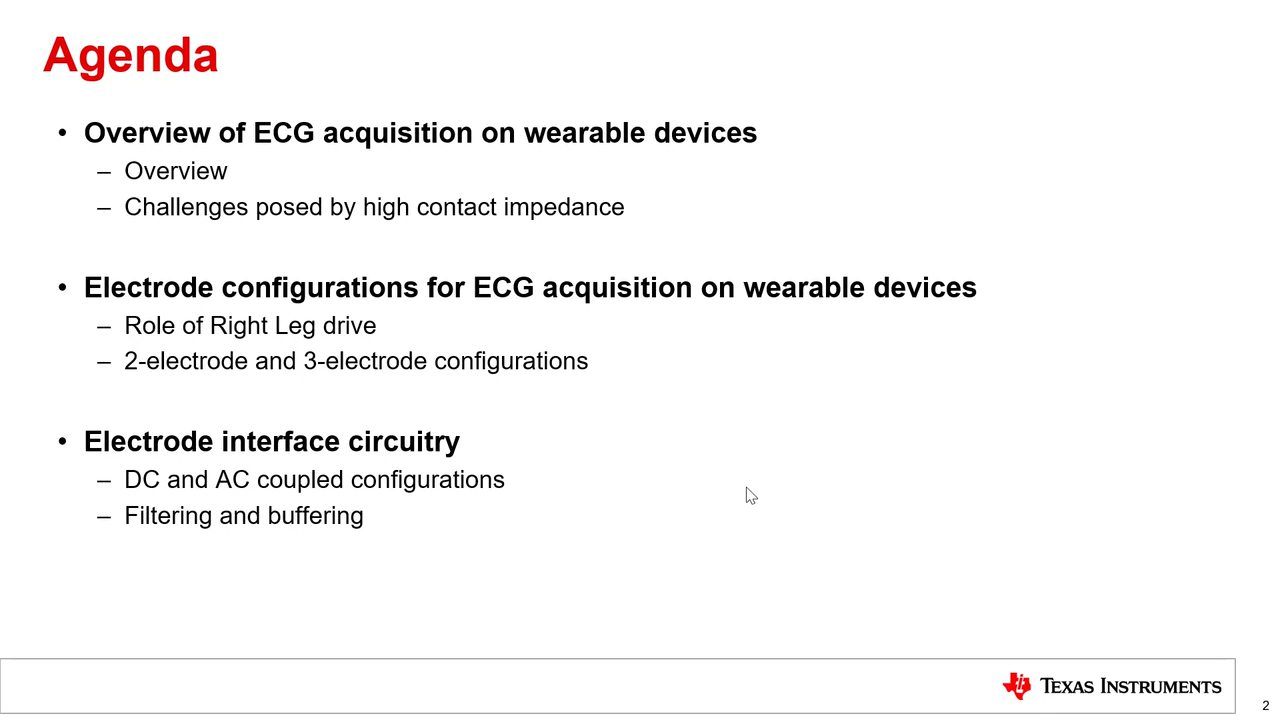 Agenda
• Overview of ECG acquisition on wearable devices
– Overview
– Challenges posed by high contact impedance
• Electrode configurations for ECG acquisition on wearable devices
– Role of Right Leg drive
– 2-electrode and 3-electrode configurations
• Electrode interface circuitry
– DC and AC coupled configurations
– Filtering and buffering
TEXAS INSTRUMENTS
2